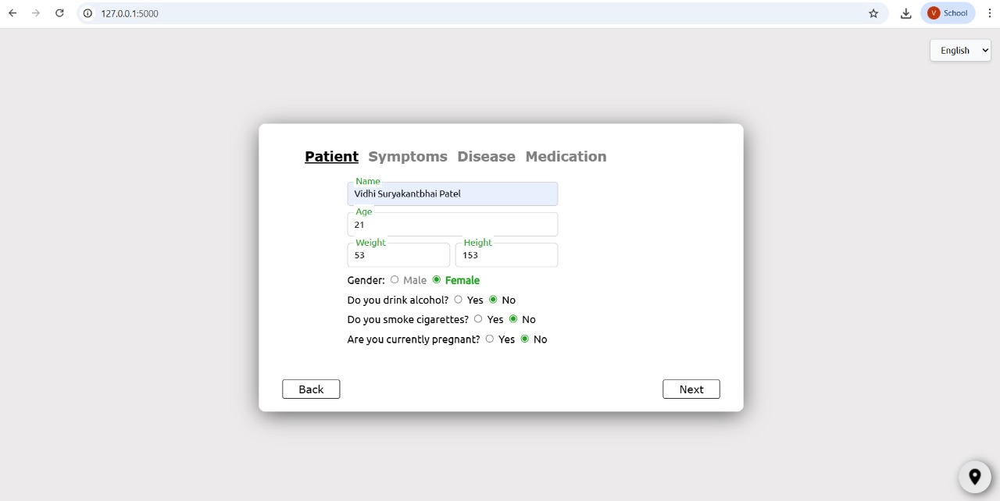 127.0.0.1:5000
V School
English
Patient Symptoms Disease Medication
Name
Vidhi Suryakantbhai Patel
Age
21
Weight Height
53 153
Gender: Male Female
Do you drink alcohol? Yes No
Do you smoke cigarettes? Yes No
Are you currently pregnant? Yes No
Back Next